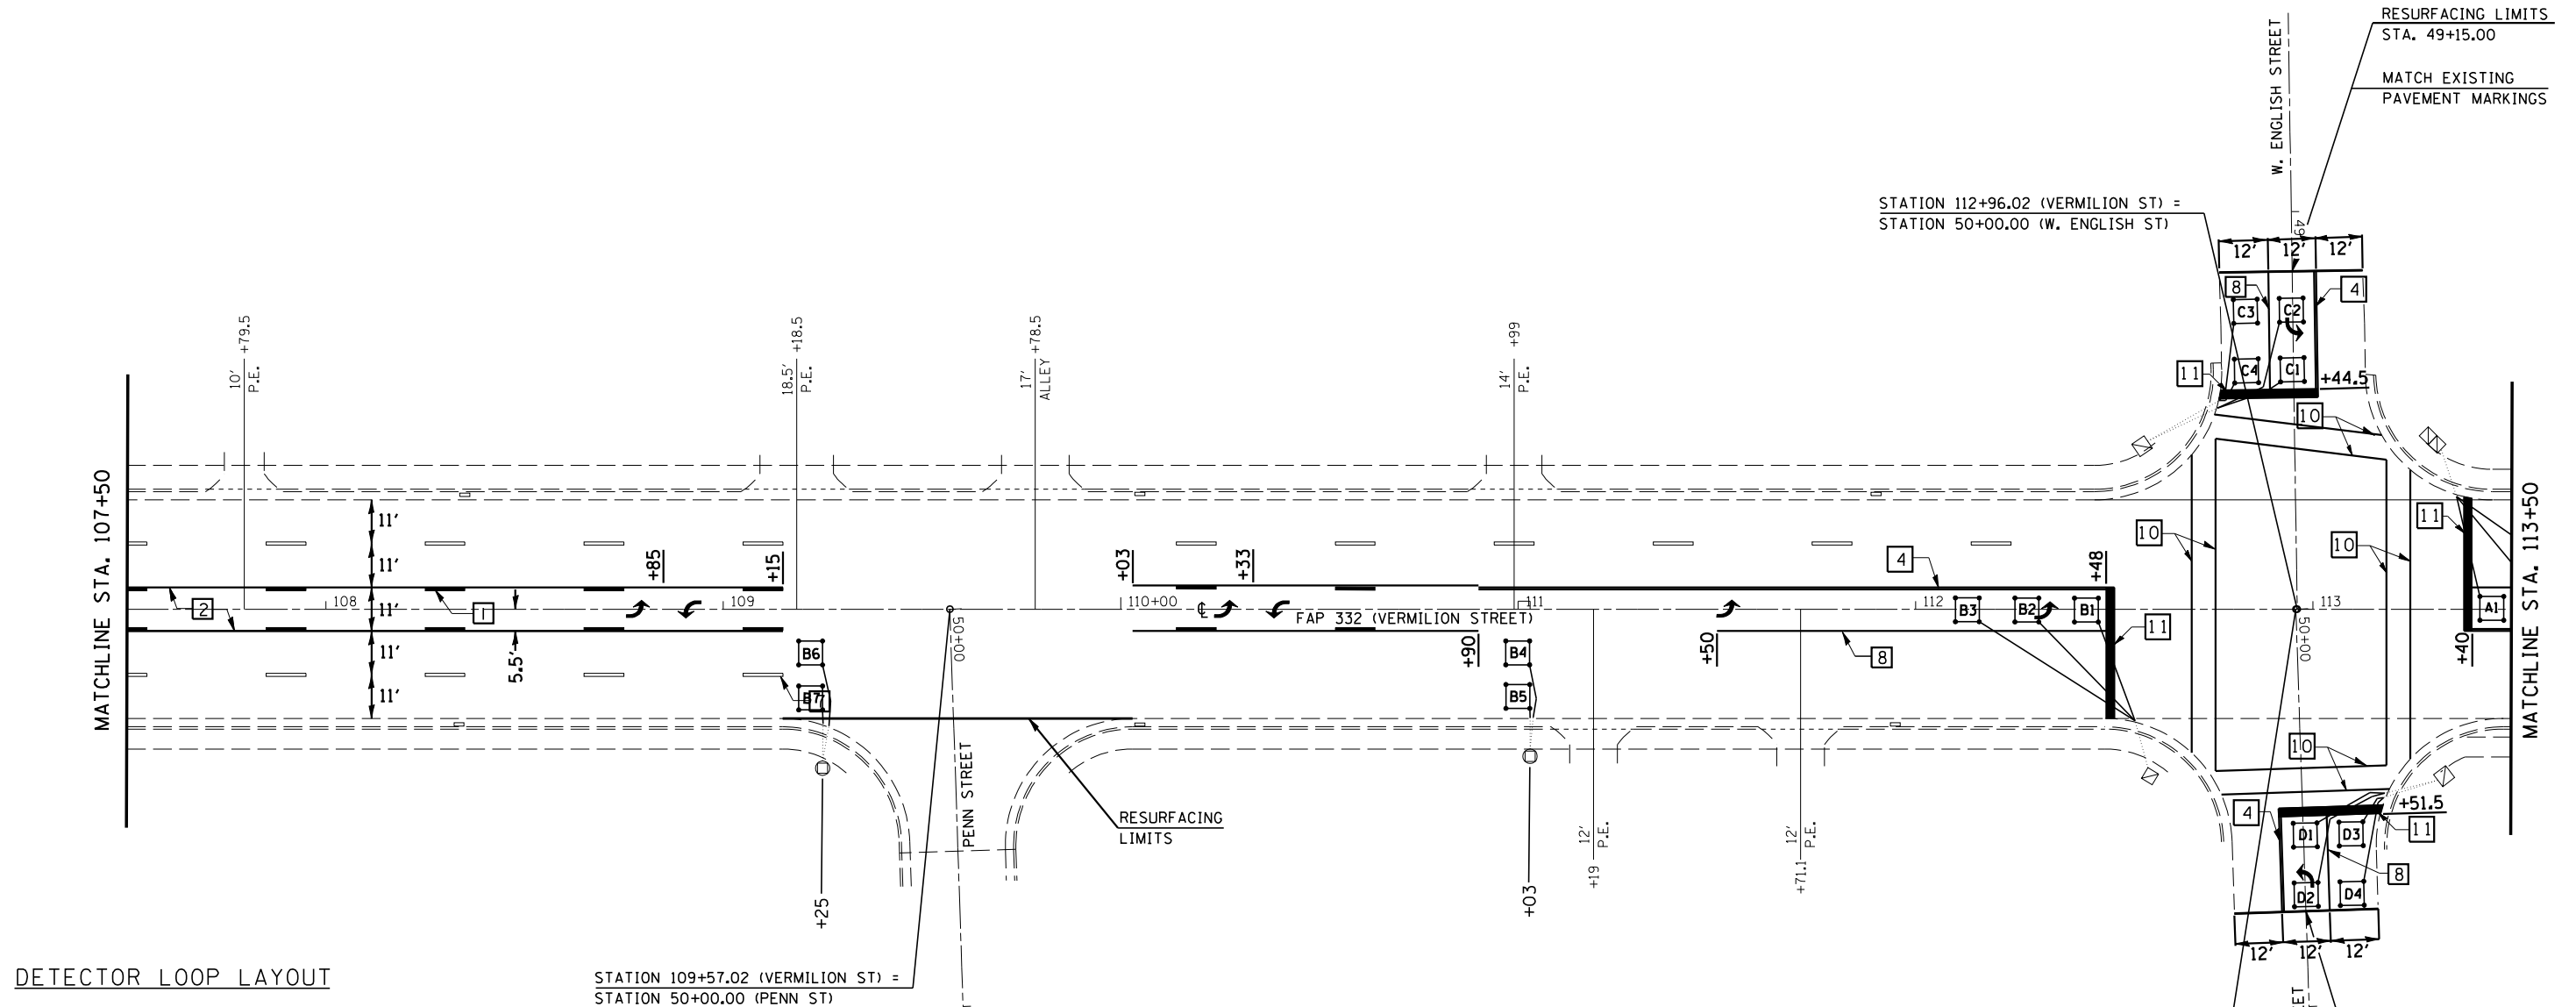 RESURFACING LIMITS
STA. 49+15.00
MATCH EXISTING
PAVEMENT MARKINGS
W. ENGLISH STREET
STATION 112+96.02 (VERMILION ST) =
STATION 50+00.00 (W. ENGLISH ST)
49
12' 12' 12'
8
4
C3
C2
C4
C1
11
+44.5
10
10'
P.E.
+79.5
18.5'
P.E.
+18.5
17'
ALLEY
+78.5
14'
P.E.
+99
MATCHLINE STA. 107+50
11'
11'
11'
11'
11'
5.5'
2
1
108
109
110+00
111
112
113
+85
+15
+03
+33
℄
FAP 332 (VERMILION STREET)
+90
+50
4
+48
B3
B2
B1
11
8
10
10
11
A1
+40
MATCHLINE STA. 113+50
B6
B7
B4
B5
50+00
50+00
PENN STREET
RESURFACING
LIMITS
+25
+03
12'
P.E.
+19
12'
P.E.
+71.1
10
+51.5
4
11
D1
D3
8
D2
D4
12' 12' 12'
DETECTOR LOOP LAYOUT
STATION 109+57.02 (VERMILION ST) =
STATION 50+00.00 (PENN ST)